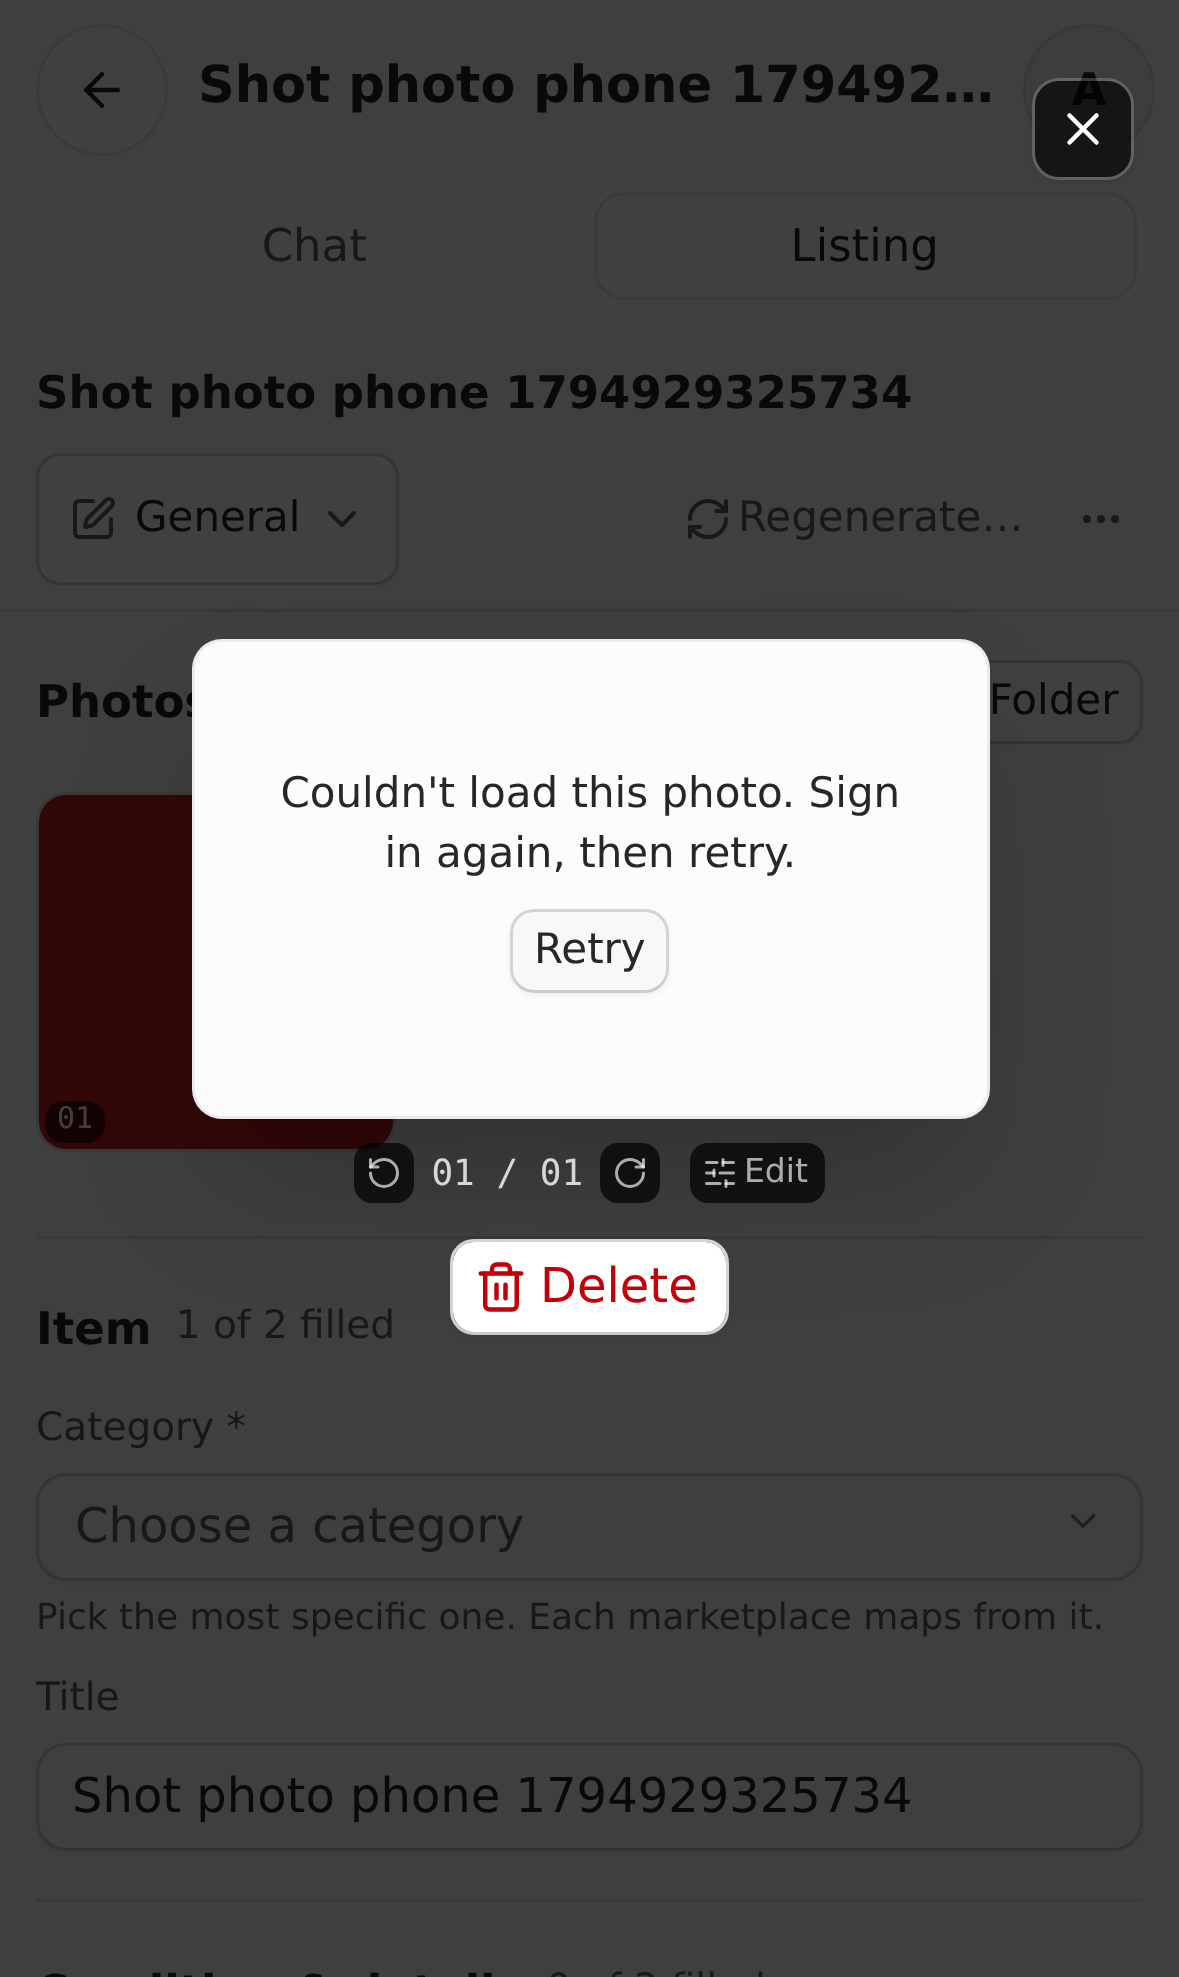 Shot photo phone 179492…
A
Chat
Listing
Shot photo phone 1794929325734
General
Regenerate…
Photos
Folder
Couldn't load this photo. Sign
in again, then retry.
Retry
01
01 / 01
Edit
Delete
Item 1 of 2 filled
Category *
Choose a category
Pick the most specific one. Each marketplace maps from it.
Title
Shot photo phone 1794929325734